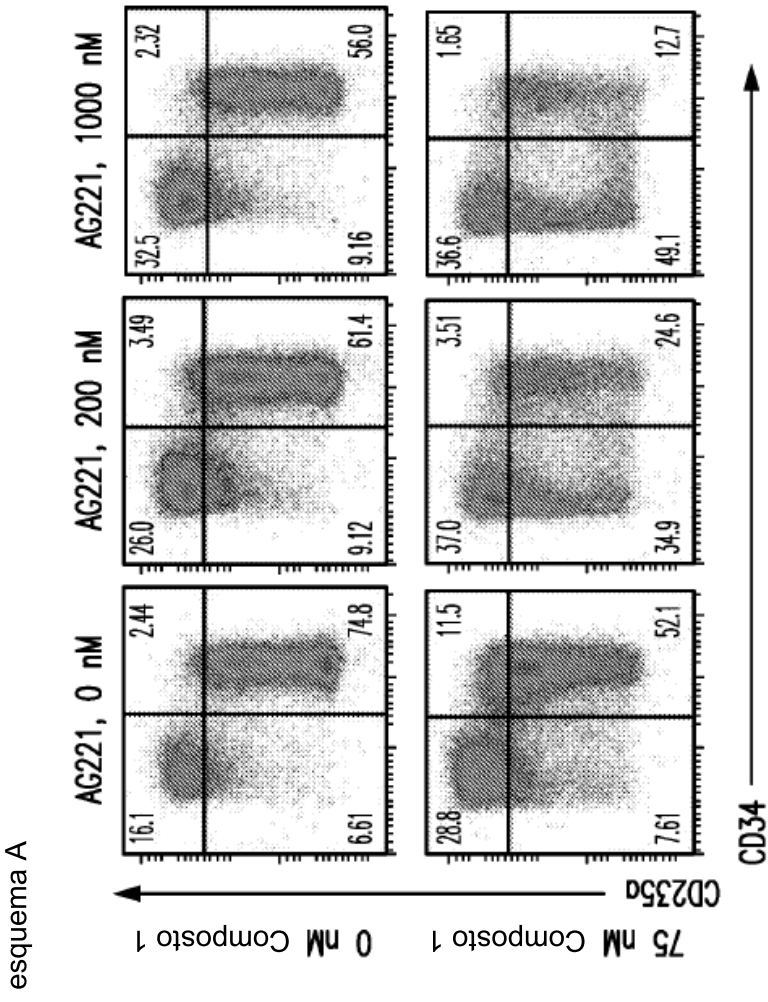 esquema A
AG221, 0 nM
AG221, 200 nM
AG221, 1000 nM
0 nM Composto 1
16.1 2.44
26.0 3.49
32.5 2.32
6.61 74.8
9.12 61.4
9.16 56.0
75 nM Composto 1
28.8 11.5
37.0 3.51
36.6 1.65
7.61 52.1
34.9 24.6
49.1 12.7
CD235a
CD34